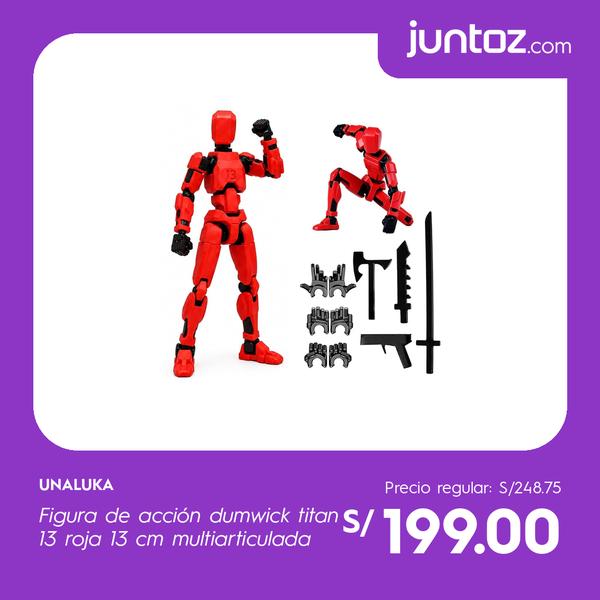 juntoz.com
13
UNALUKA
Figura de acción dumwick titan
13 roja 13 cm multiarticulada
Precio regular: S/248.75
S/199.00